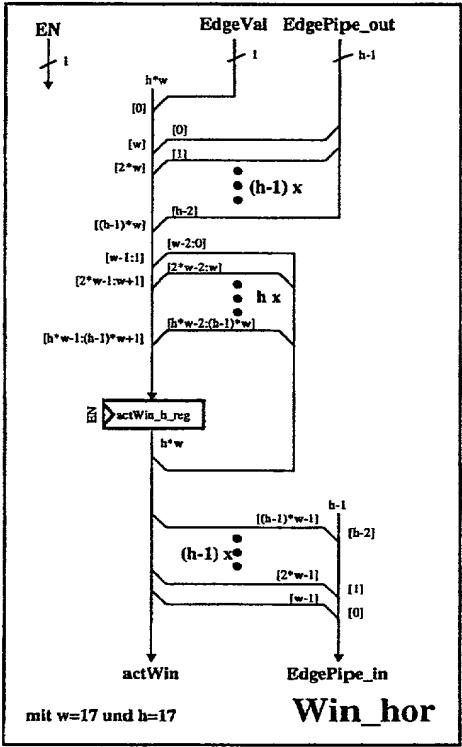 EN
EdgeVal
EdgePipe_out
1
1
h-1
h*w
[0]
[0]
[w]
[1]
[2*w]
(h-1) x
[h-2]
[(h-1)*w]
[w-2:0]
[w-1:1]
[2*w-2:w]
[2*w-1:w+1]
h x
[h*w-2:(h-1)*w]
[h*w-1:(h-1)*w+1]
EN
actWin_h_reg
h*w
h-1
[(h-1)*w-1]
[h-2]
(h-1) x
[2*w-1]
[1]
[w-1]
[0]
actWin
EdgePipe_in
mit w=17 und h=17
Win_hor